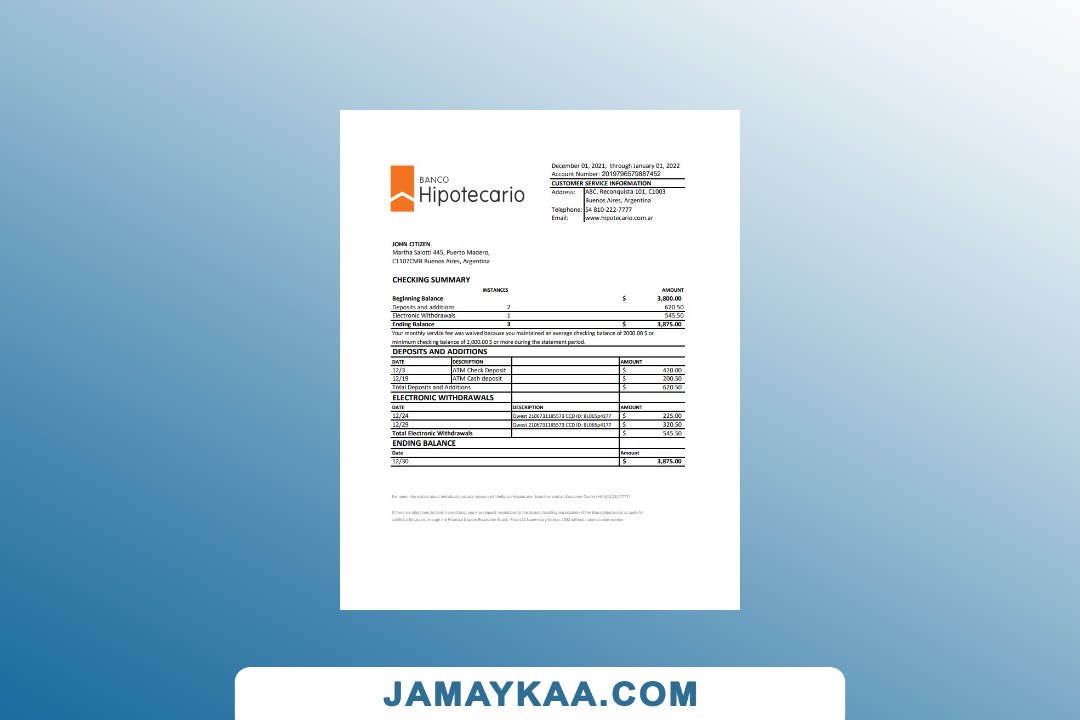 BANCO
Hipotecario
December 01, 2021, through January 01, 2022
Account Number: 2019796579887452
CUSTOMER SERVICE INFORMATION
Address: ABC, Reconquista 101, C1003
Buenos Aires, Argentina
Telephone: 54 810-222-7777
Email: www.hipotecario.com.ar
JOHN CITIZEN
Martha Salotti 445, Puerto Madero,
C1107CMR Buenos Aires, Argentina
CHECKING SUMMARY
INSTANCES AMOUNT
Beginning Balance $ 3,800.00
Deposits and additions 2 620.50
Electronic Withdrawals 1 545.50
Ending Balance 3 $ 3,875.00
Your monthly service fee was waived because you maintained an average checking balance of 2000.00 $ or
minimum checking balance of 2,000.00 $ or more during the statement period.
DEPOSITS AND ADDITIONS
DATE DESCRIPTION AMOUNT
12/3 ATM Check Deposit $ 420.00
12/19 ATM Cash deposit $ 200.50
Total Deposits and Additions $ 620.50
ELECTRONIC WITHDRAWALS
DATE DESCRIPTION AMOUNT
12/24 Qwest 2106731185573 CCD ID: 8L065p4177 $ 225.00
12/29 Qwest 2106731185573 CCD ID: 8L065p4177 $ 320.50
Total Electronic Withdrawals $ 545.50
ENDING BALANCE
Date Amount
12/30 $ 3,875.00
JAMAYKAA.COM